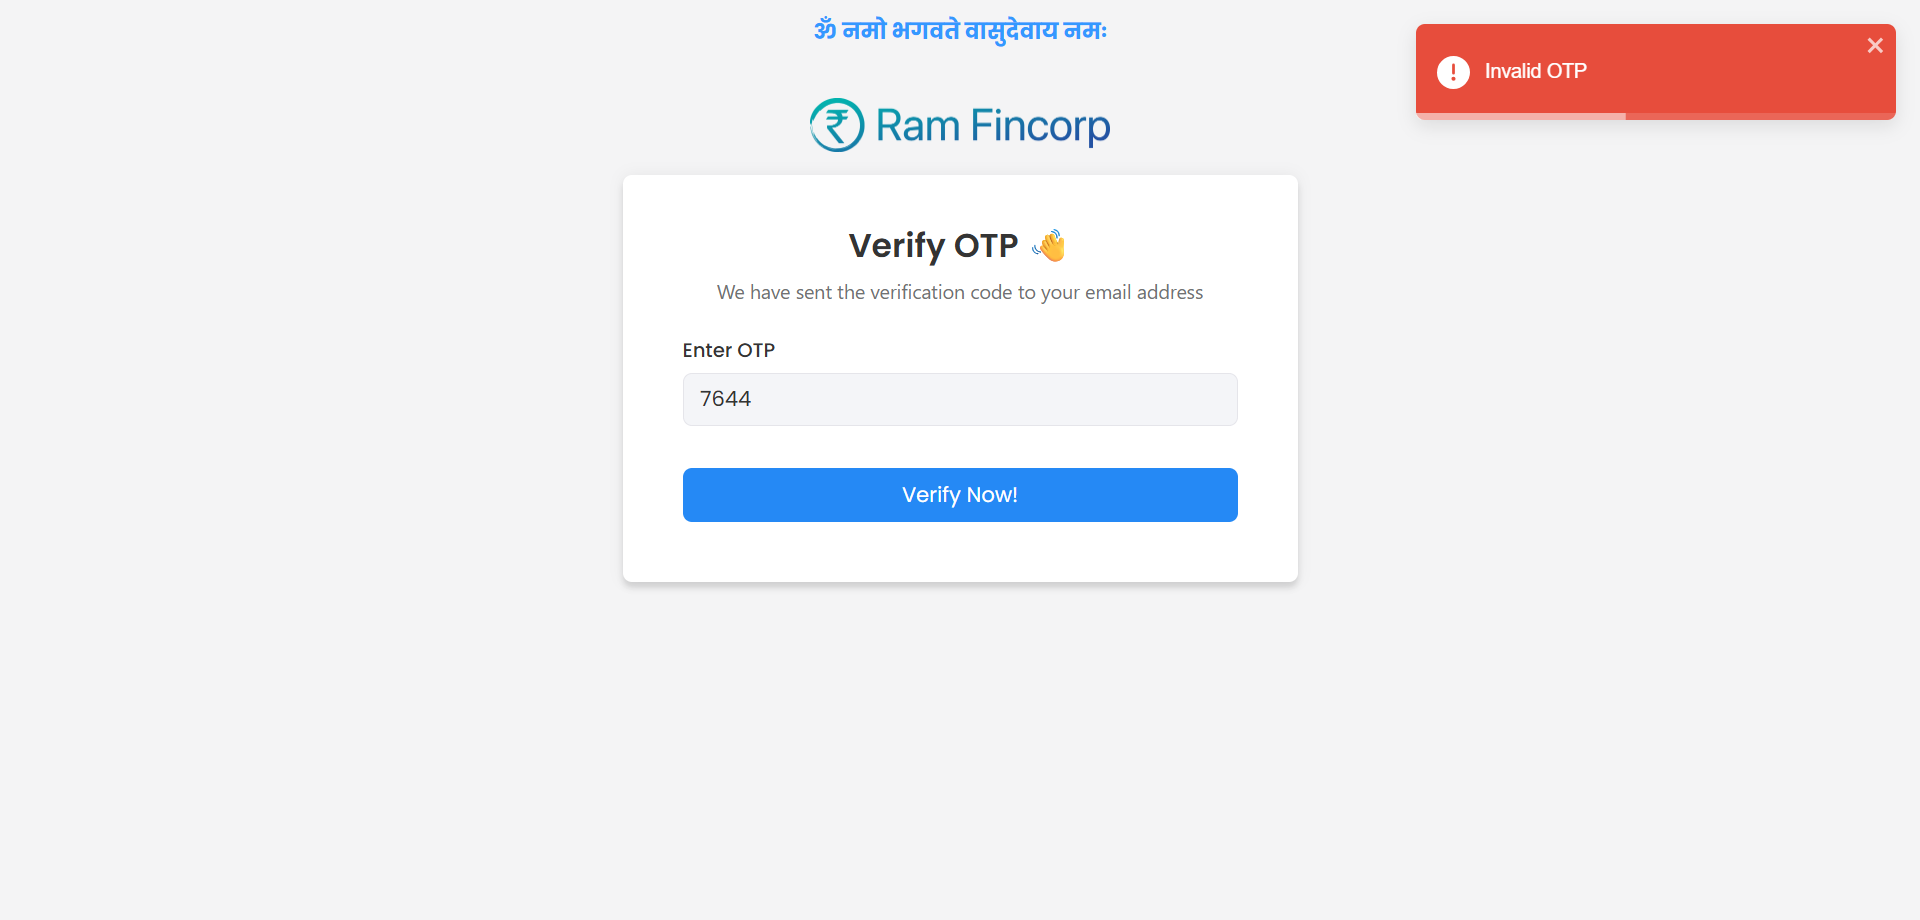 ॐ नमो भगवते वासुदेवाय नमः
Invalid OTP
₹ Ram Fincorp
Verify OTP 👋
We have sent the verification code to your email address
Enter OTP
7644
Verify Now!